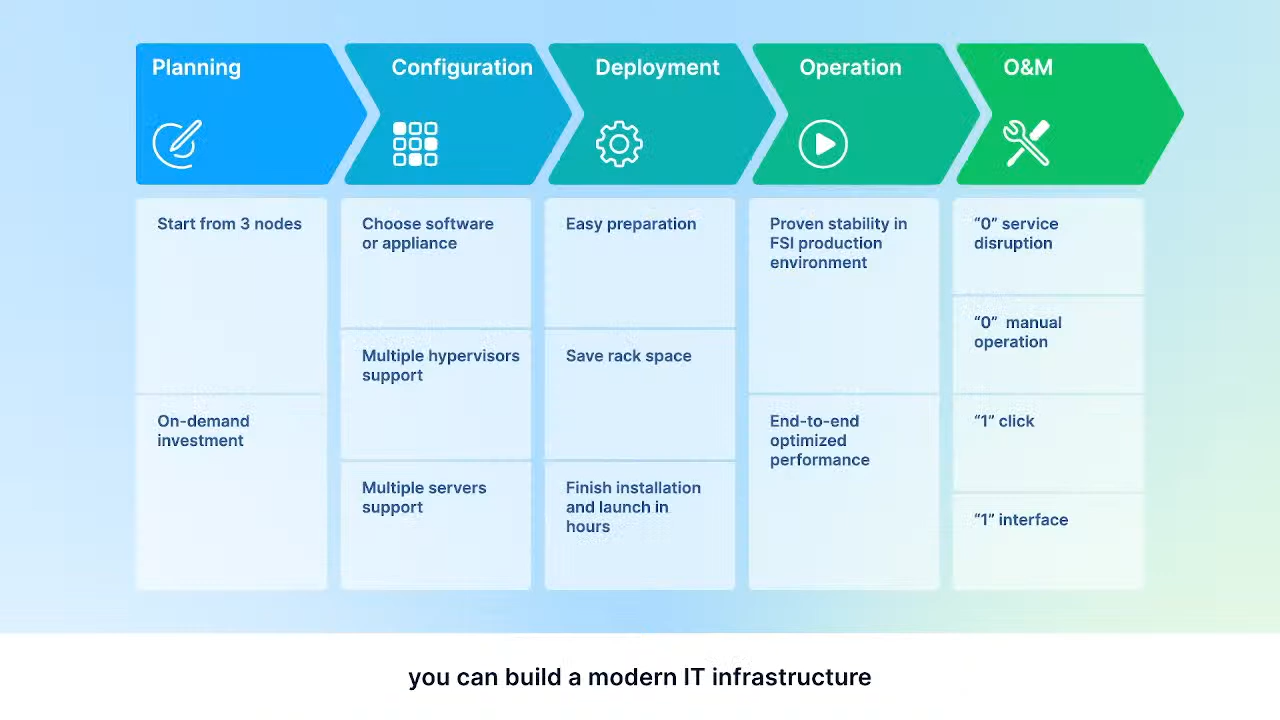 Planning
Configuration
Deployment
Operation
O&M
Start from 3 nodes
On-demand
investment
Choose software
or appliance
Multiple hypervisors
support
Multiple servers
support
Easy preparation
Save rack space
Finish installation
and launch in
hours
Proven stability in
FSI production
environment
End-to-end
optimized
performance
“0” service
disruption
“0”  manual
operation
“1” click
“1” interface
you can build a modern IT infrastructure